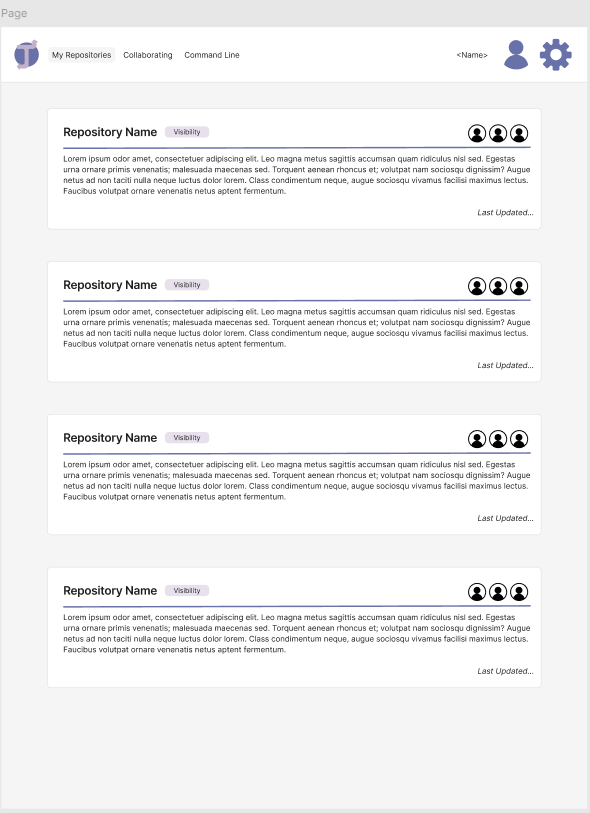 Page
My Repositories Collaborating Command Line <Name>
Repository Name Visibility
Lorem ipsum odor amet, consectetuer adipiscing elit. Leo magna metus sagittis accumsan quam ridiculus nisl sed. Egestas
urna ornare primis venenatis; malesuada maecenas sed. Torquent aenean rhoncus et; volutpat nam sociosqu dignissim? Augue
netus ad non taciti nulla neque luctus dolor lorem. Class condimentum neque, augue sociosqu vivamus facilisi maximus lectus.
Faucibus volutpat ornare venenatis netus aptent fermentum.
Last Updated...
Repository Name Visibility
Lorem ipsum odor amet, consectetuer adipiscing elit. Leo magna metus sagittis accumsan quam ridiculus nisl sed. Egestas
urna ornare primis venenatis; malesuada maecenas sed. Torquent aenean rhoncus et; volutpat nam sociosqu dignissim? Augue
netus ad non taciti nulla neque luctus dolor lorem. Class condimentum neque, augue sociosqu vivamus facilisi maximus lectus.
Faucibus volutpat ornare venenatis netus aptent fermentum.
Last Updated...
Repository Name Visibility
Lorem ipsum odor amet, consectetuer adipiscing elit. Leo magna metus sagittis accumsan quam ridiculus nisl sed. Egestas
urna ornare primis venenatis; malesuada maecenas sed. Torquent aenean rhoncus et; volutpat nam sociosqu dignissim? Augue
netus ad non taciti nulla neque luctus dolor lorem. Class condimentum neque, augue sociosqu vivamus facilisi maximus lectus.
Faucibus volutpat ornare venenatis netus aptent fermentum.
Last Updated...
Repository Name Visibility
Lorem ipsum odor amet, consectetuer adipiscing elit. Leo magna metus sagittis accumsan quam ridiculus nisl sed. Egestas
urna ornare primis venenatis; malesuada maecenas sed. Torquent aenean rhoncus et; volutpat nam sociosqu dignissim? Augue
netus ad non taciti nulla neque luctus dolor lorem. Class condimentum neque, augue sociosqu vivamus facilisi maximus lectus.
Faucibus volutpat ornare venenatis netus aptent fermentum.
Last Updated...